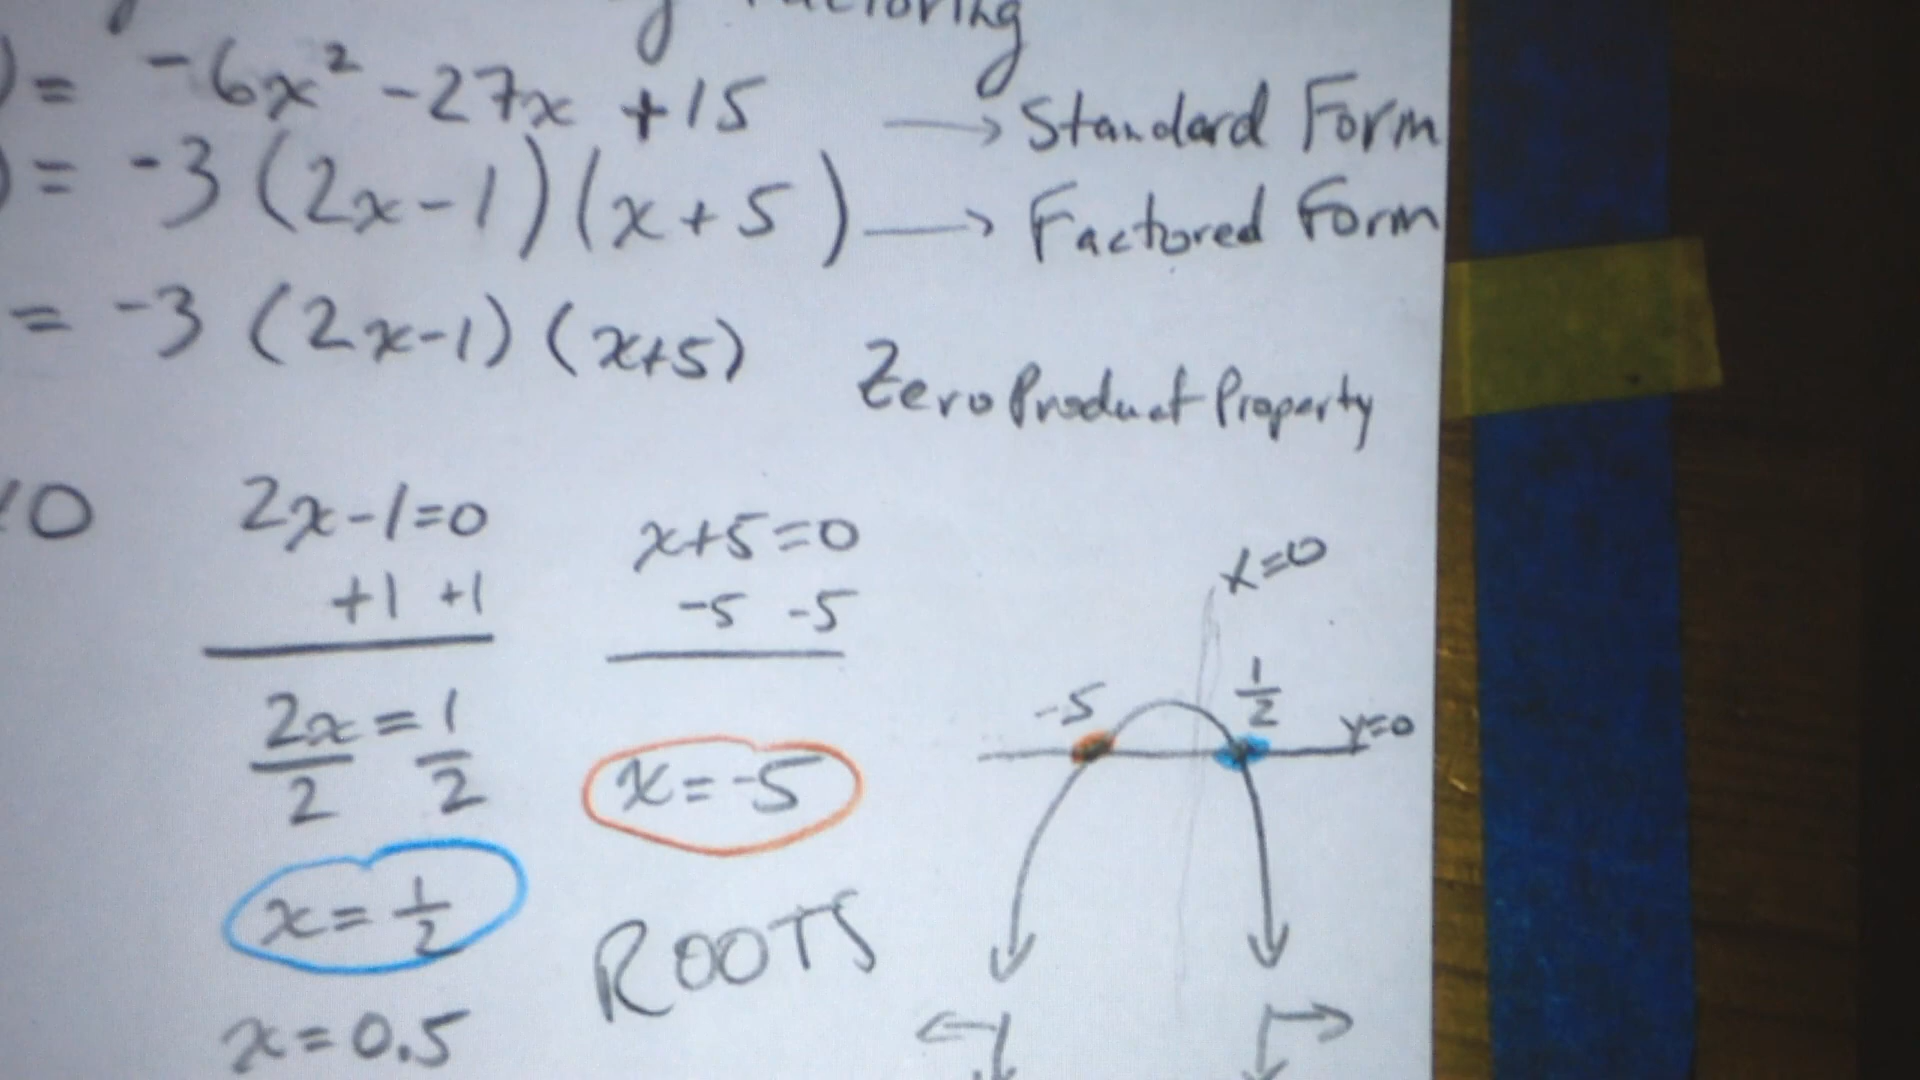 Factoring
) = -6x² -27x +15 → Standard Form
) = -3 (2x-1)(x+5) → Factored Form
= -3 (2x-1) (x+5) Zero Product Property
≠0 2x-1=0 x+5=0
+1 +1 -5 -5
2x = 1
2 2
x = -5
x = 1/2
ROOTS
x = 0.5
x=0
-5 1/2 y=0